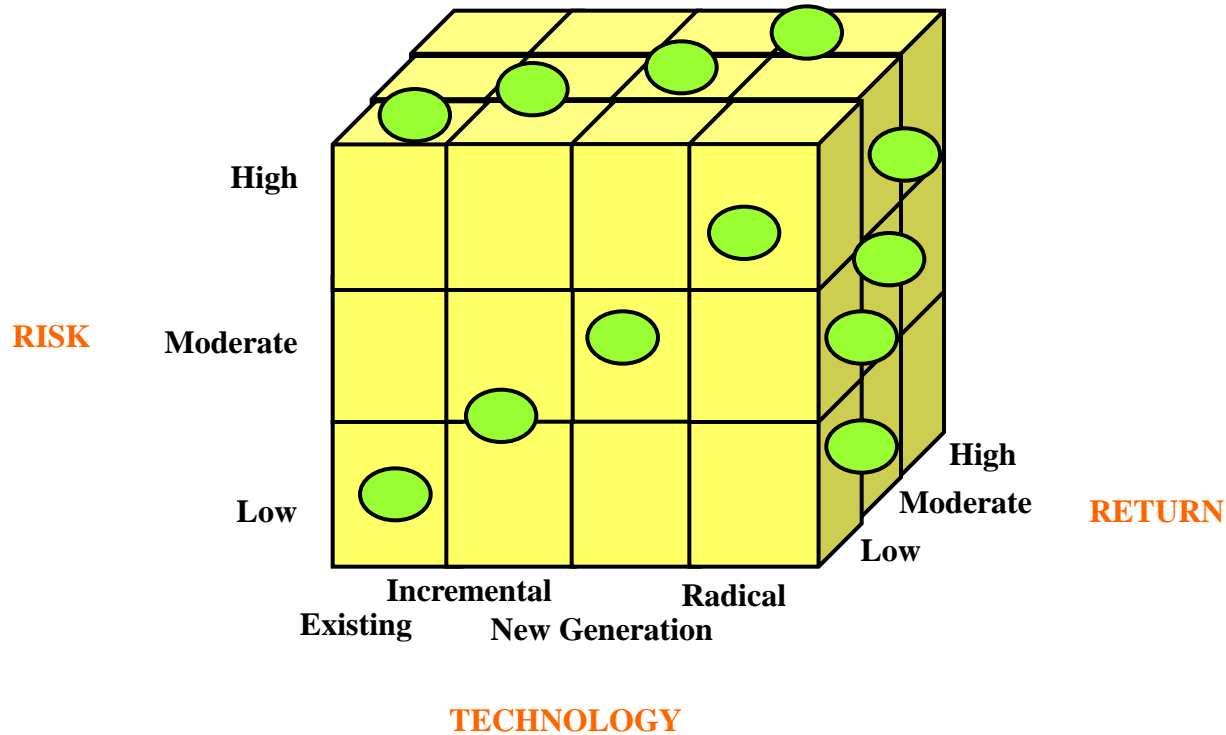 High
RISK
Moderate
High
Low
Moderate
RETURN
Low
Incremental
Radical
Existing
New Generation
TECHNOLOGY